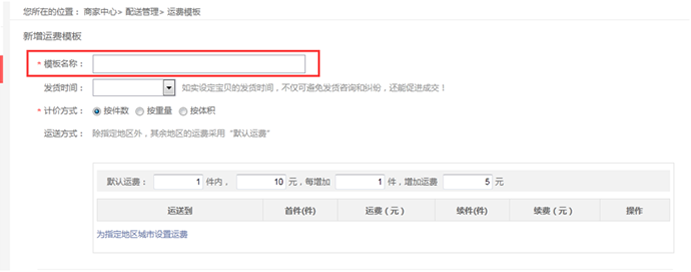 您所在的位置： 商家中心> 配送管理> 运费模板
新增运费模板
* 模板名称：
发货时间： 如实设定宝贝的发货时间，不仅可避免发货咨询和纠纷，还能促进成交！
* 计价方式： 按件数 按重量 按体积
运送方式： 除指定地区外，其余地区的运费采用“默认运费”
默认运费： 1 件内， 10 元，每增加 1 件，增加运费 5 元
运送到 首件(件) 运费（元） 续件(件) 续费（元） 操作
为指定地区城市设置运费